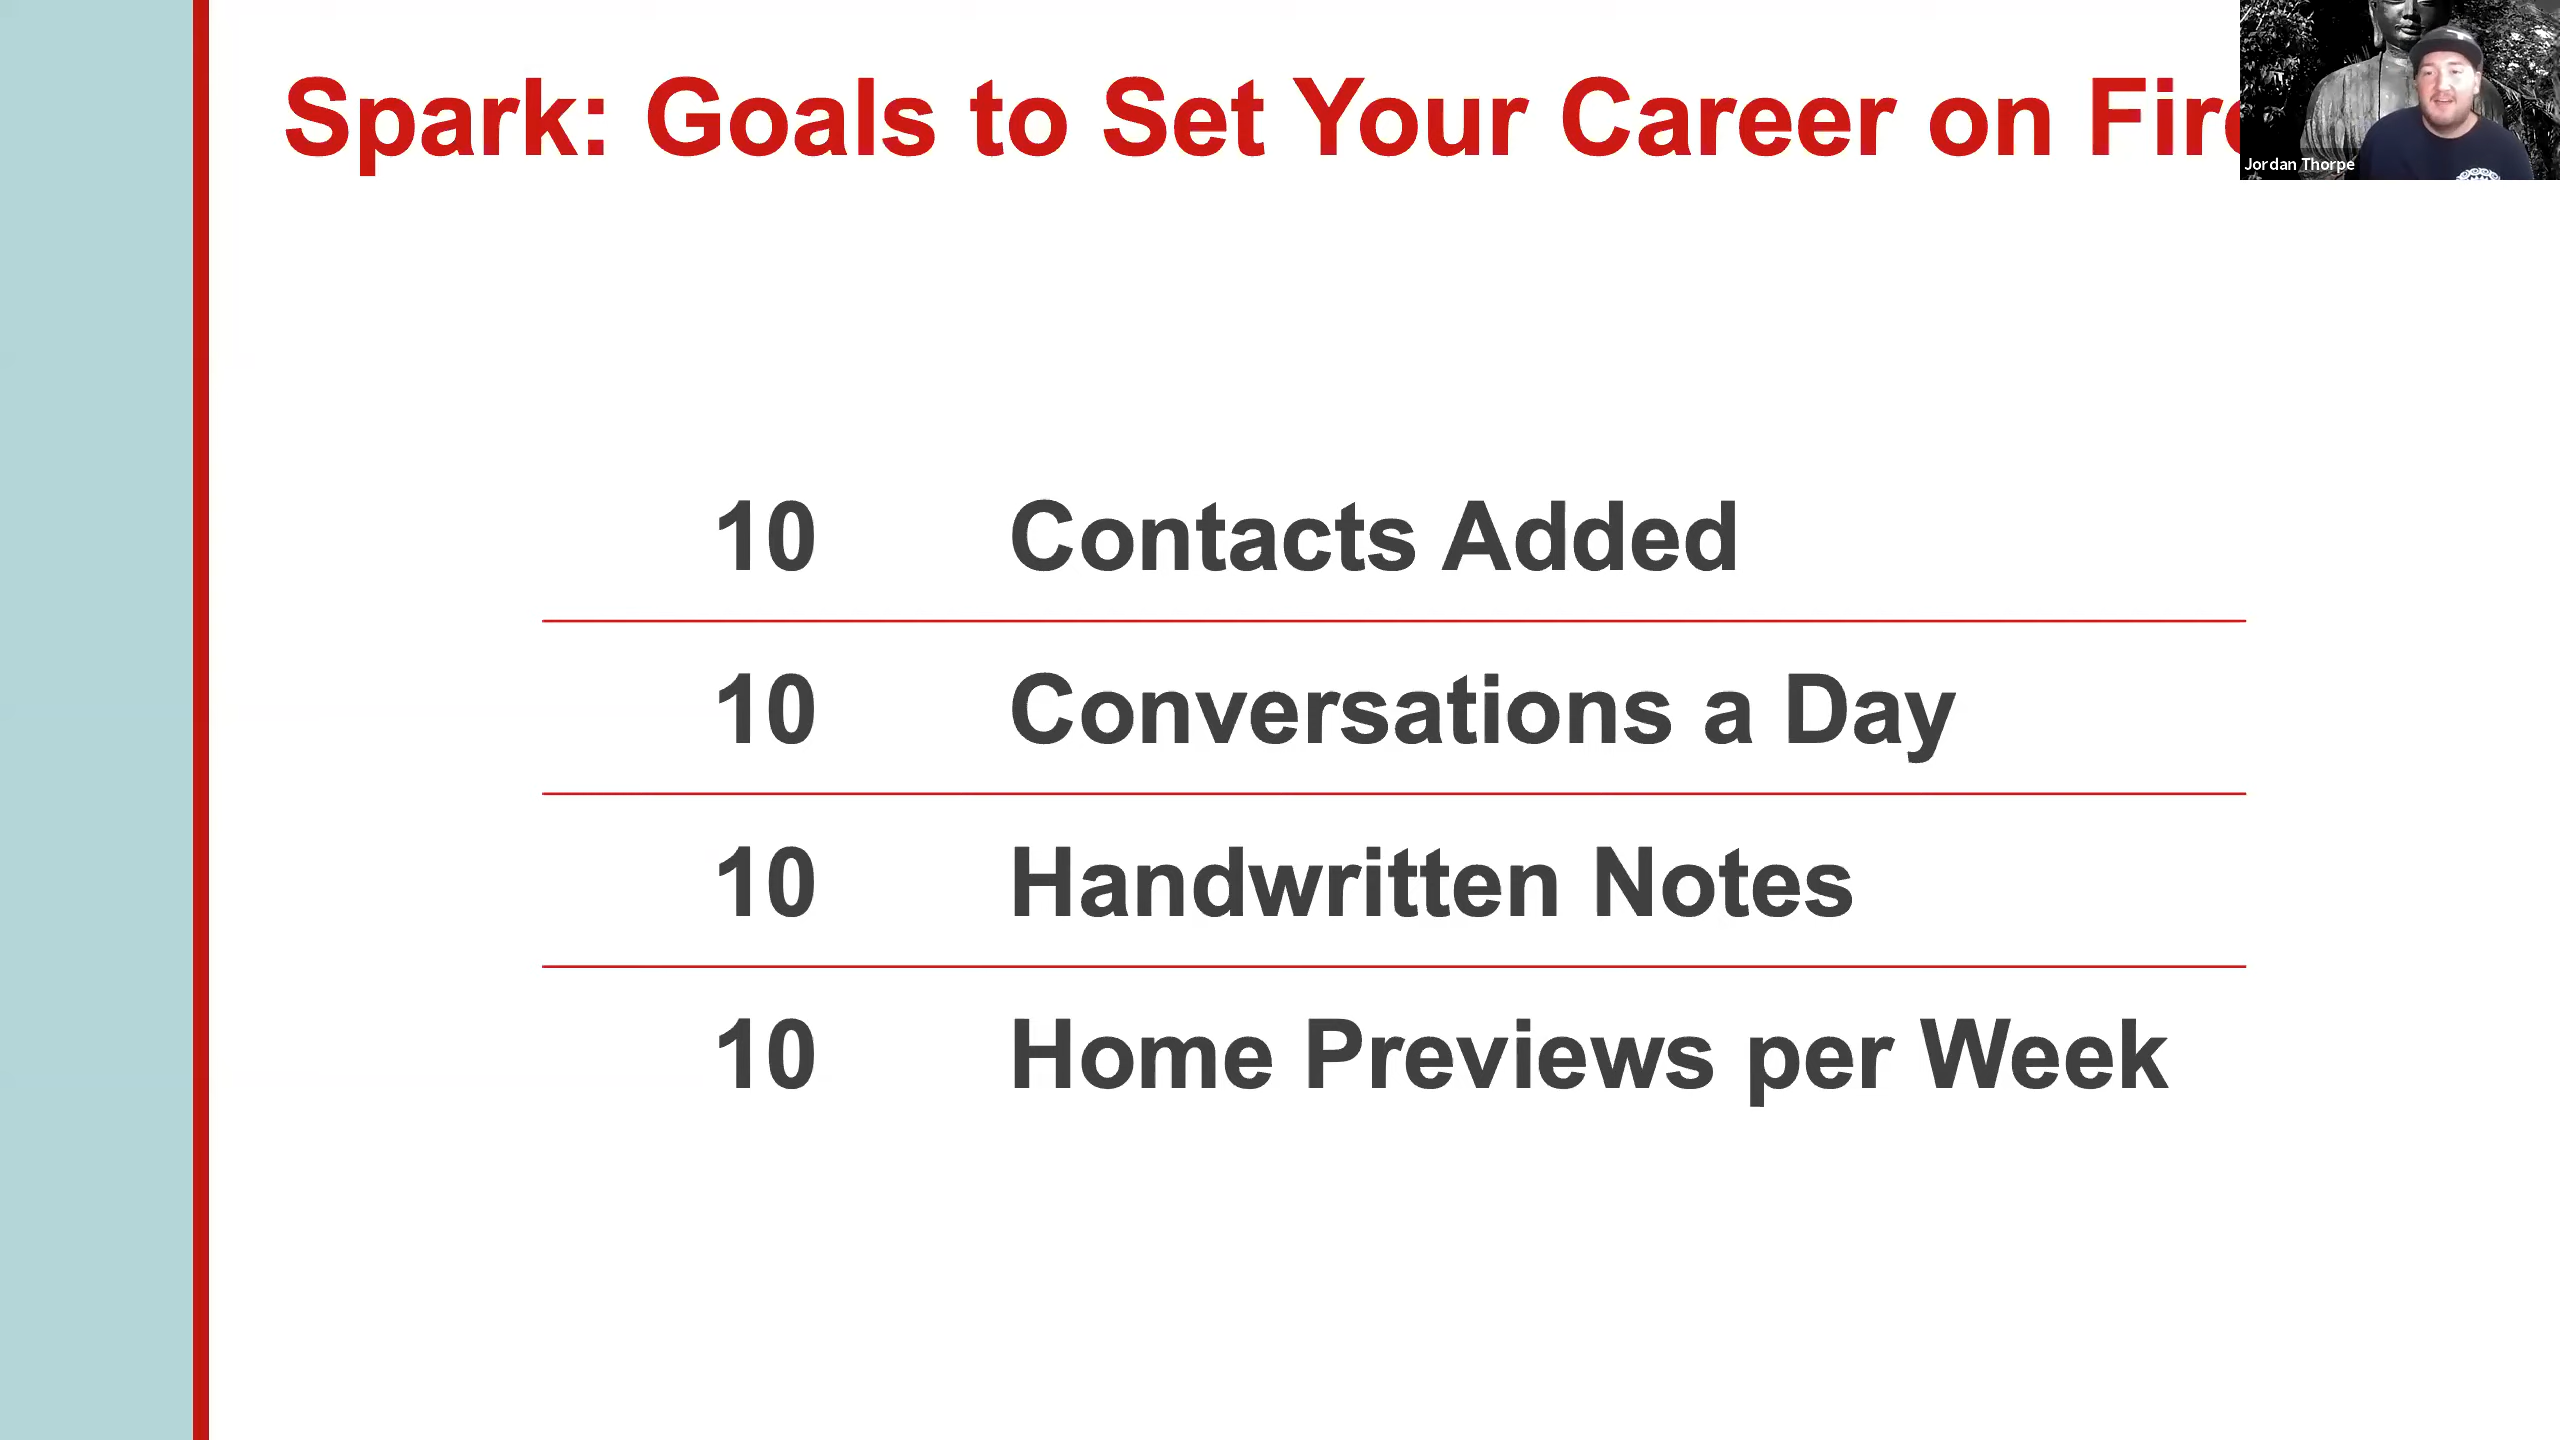 Spark: Goals to Set Your Career on Fire
Jordan Thorpe
10 Contacts Added
10 Conversations a Day
10 Handwritten Notes
10 Home Previews per Week